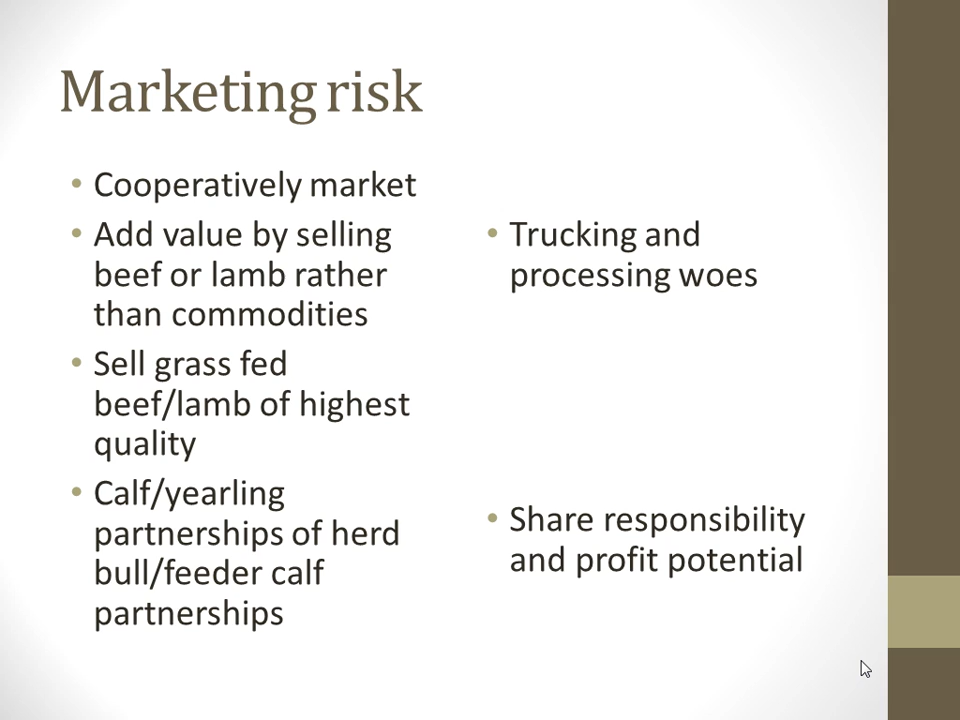 Marketing risk
• Cooperatively market
• Add value by selling
beef or lamb rather
than commodities
• Sell grass fed
beef/lamb of highest
quality
• Calf/yearling
partnerships of herd
bull/feeder calf
partnerships
• Trucking and
processing woes
• Share responsibility
and profit potential